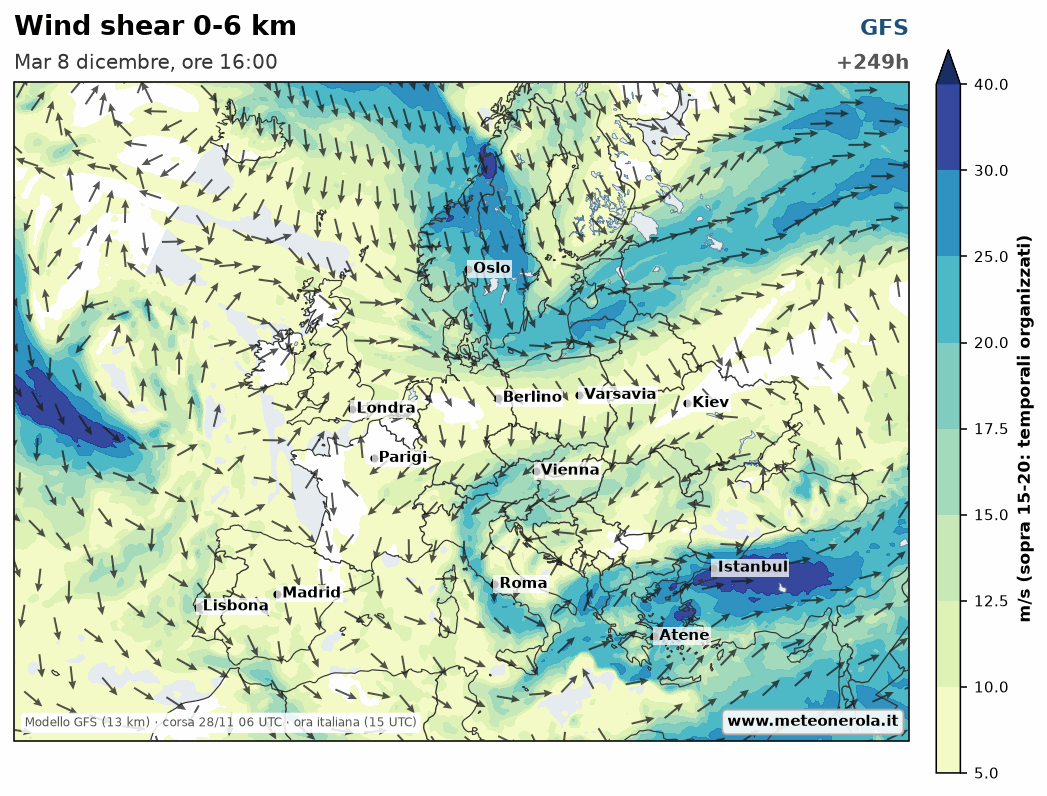 Wind shear 0-6 km
GFS
Mar 8 dicembre, ore 16:00
+249h
40.0
30.0
25.0
20.0
17.5
15.0
12.5
10.0
5.0
m/s (sopra 15-20: temporali organizzati)
Oslo
Berlino
Varsavia
Kiev
Londra
Parigi
Vienna
Istanbul
Roma
Madrid
Lisbona
Atene
Modello GFS (13 km) · corsa 28/11 06 UTC · ora italiana (15 UTC)
www.meteonerola.it